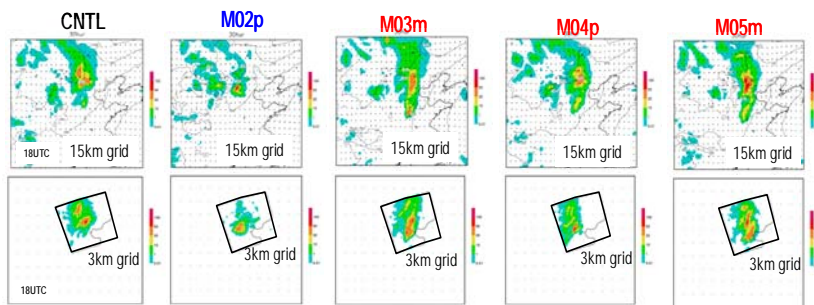 CNTL M02p M03m M04p M05m
18UTC 15km grid 15km grid 15km grid 15km grid 15km grid
3km grid 3km grid 3km grid 3km grid 3km grid
18UTC